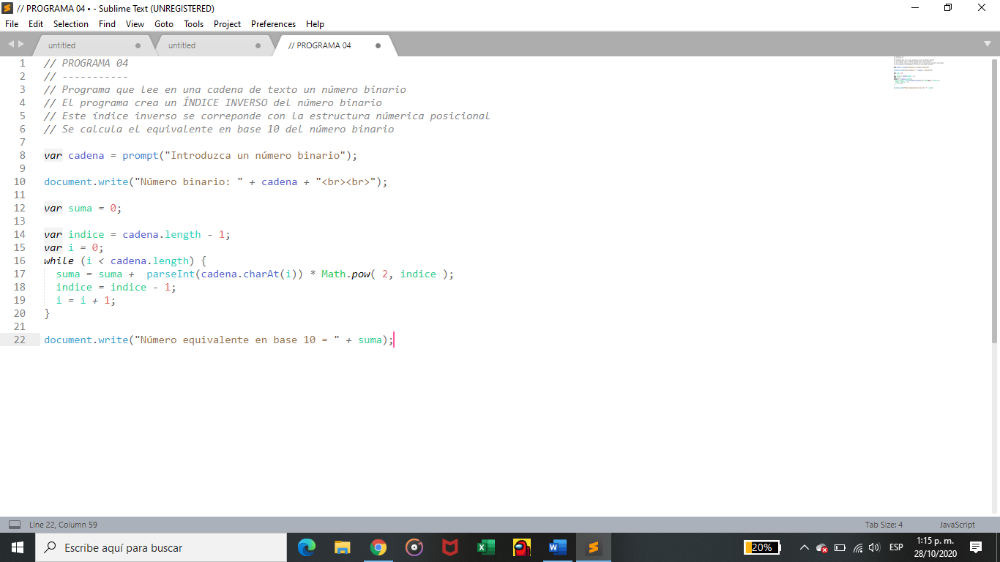 // PROGRAMA 04 • - Sublime Text (UNREGISTERED)
File Edit Selection Find View Goto Tools Project Preferences Help
untitled untitled // PROGRAMA 04
1 // PROGRAMA 04
2 // -----------
3 // Programa que lee en una cadena de texto un número binario
4 // El programa crea un ÍNDICE INVERSO del número binario
5 // Este índice inverso se correponde con la estructura númerica posicional
6 // Se calcula el equivalente en base 10 del número binario
7
8 var cadena = prompt("Introduzca un número binario");
9
10 document.write("Número binario: " + cadena + "<br><br>");
11
12 var suma = 0;
13
14 var indice = cadena.length - 1;
15 var i = 0;
16 while (i < cadena.length) {
17 suma = suma +  parseInt(cadena.charAt(i)) * Math.pow( 2, indice );
18 indice = indice - 1;
19 i = i + 1;
20 }
21
22 document.write("Número equivalente en base 10 = " + suma);
Line 22, Column 59 Tab Size: 4 JavaScript
Escribe aquí para buscar 20% ESP 1:15 p. m.
28/10/2020